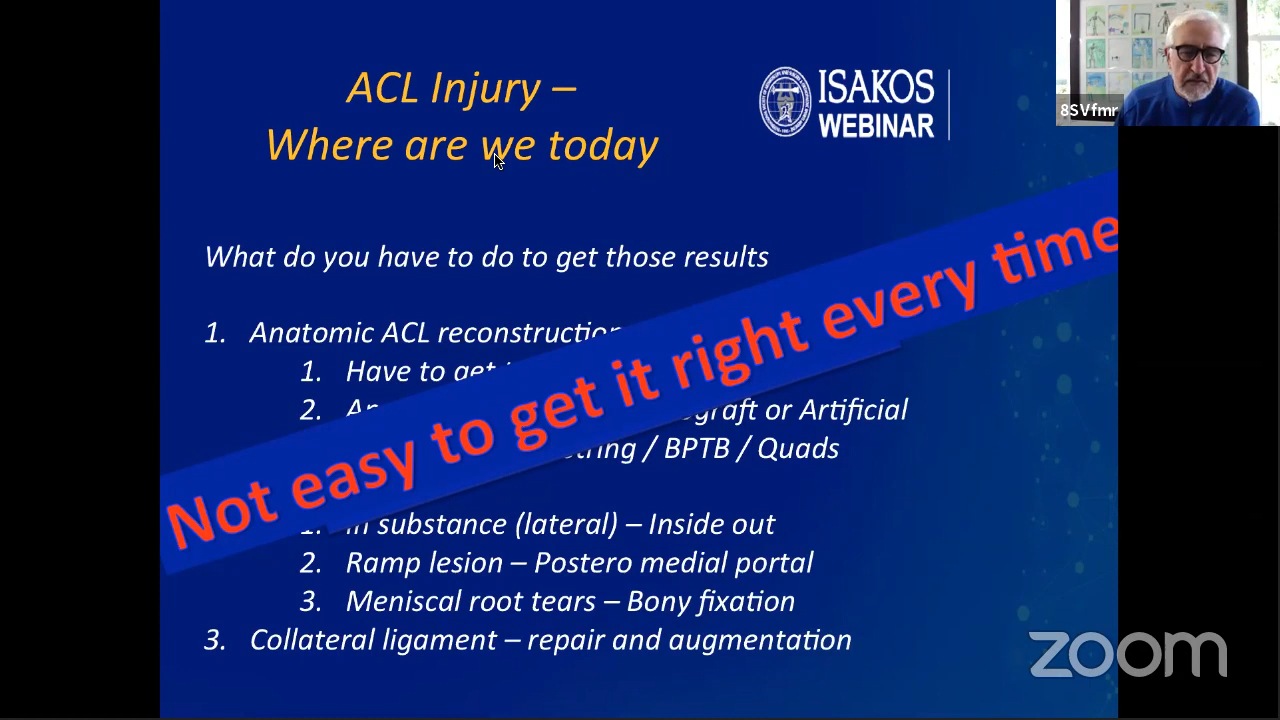 ACL Injury –
Where are we today
ISAKOS
WEBINAR
8SVfmr
What do you have to do to get those results
1. Anatomic ACL reconstruction
1. Have to get
2.
graft or Artificial
/ BPTB / Quads
Not easy to get it right every time
1. In substance (lateral) – Inside out
2. Ramp lesion – Postero medial portal
3. Meniscal root tears – Bony fixation
3. Collateral ligament – repair and augmentation
zoom